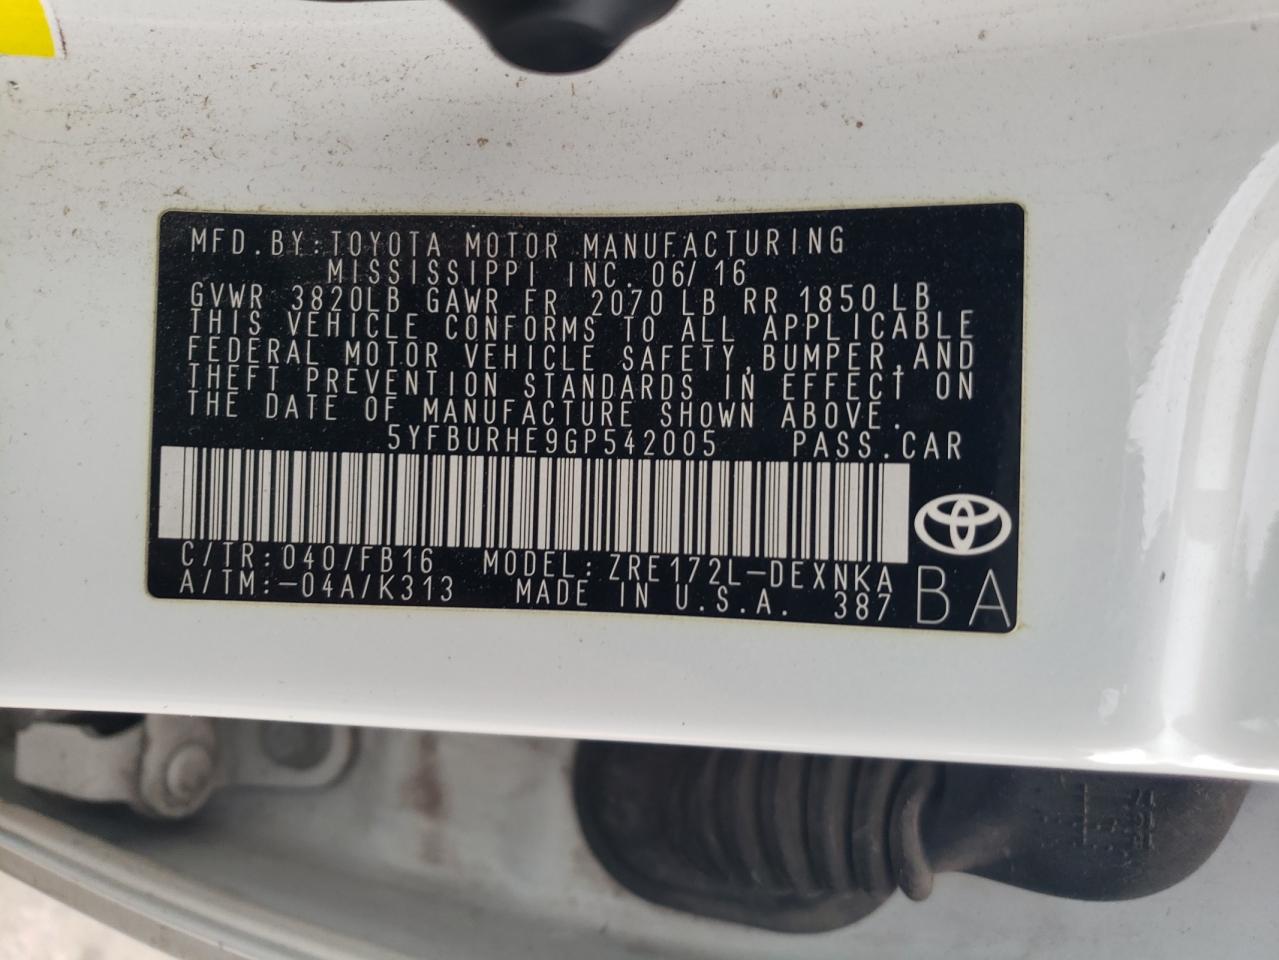 MFD.BY:TOYOTA MOTOR MANUFACTURING
MISSISSIPPI INC. 06/16
GVWR 3820LB GAWR FR 2070 LB RR 1850 LB
THIS VEHICLE CONFORMS TO ALL APPLICABLE
FEDERAL MOTOR VEHICLE SAFETY,BUMPER,AND
THEFT PREVENTION STANDARDS IN EFFECT ON
THE DATE OF MANUFACTURE SHOWN ABOVE.
5YFBURHE9GP542005 PASS.CAR
C/TR:040/FB16 MODEL:ZRE172L-DEXNKA
A/TM:-04A/K313 MADE IN U.S.A. 387
BA